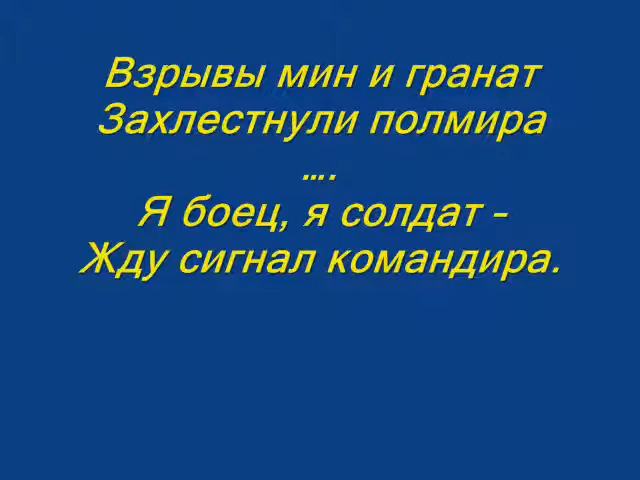 Взрывы мин и гранат
Захлестнули полмира
….
Я боец, я солдат –
Жду сигнал командира.